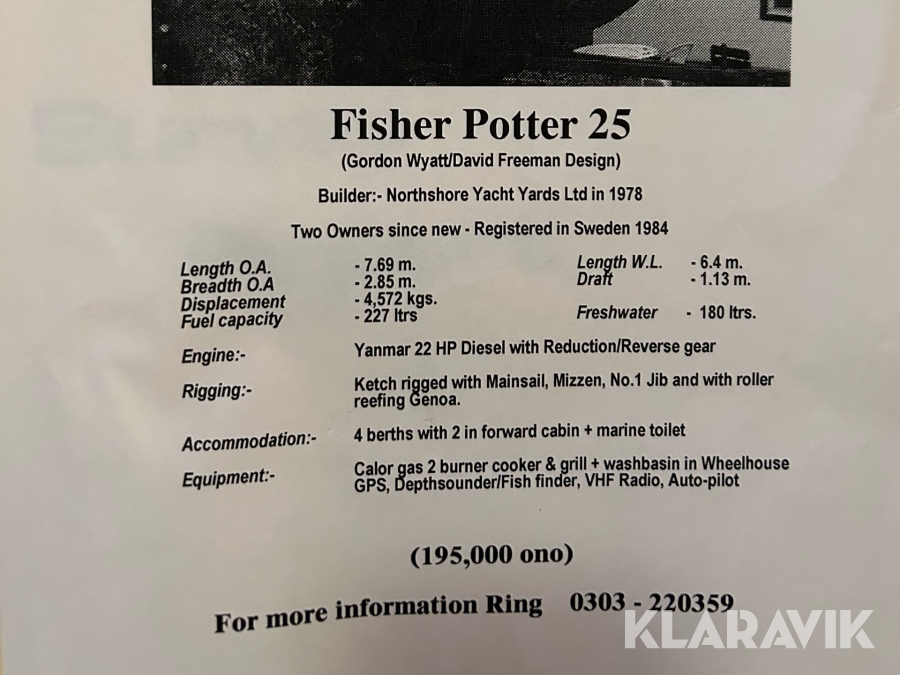 Fisher Potter 25
(Gordon Wyatt/David Freeman Design)
Builder:- Northshore Yacht Yards Ltd in 1978
Two Owners since new - Registered in Sweden 1984
Length O.A. - 7.69 m. Length W.L. - 6.4 m.
Breadth O.A - 2.85 m. Draft - 1.13 m.
Displacement - 4,572 kgs.
Fuel capacity - 227 ltrs Freshwater - 180 ltrs.
Engine:- Yanmar 22 HP Diesel with Reduction/Reverse gear
Rigging:- Ketch rigged with Mainsail, Mizzen, No.1 Jib and with roller
reefing Genoa.
Accommodation:- 4 berths with 2 in forward cabin + marine toilet
Equipment:- Calor gas 2 burner cooker & grill + washbasin in Wheelhouse
GPS, Depthsounder/Fish finder, VHF Radio, Auto-pilot
(195,000 ono)
For more information Ring 0303 - 220359
KLARAVIK